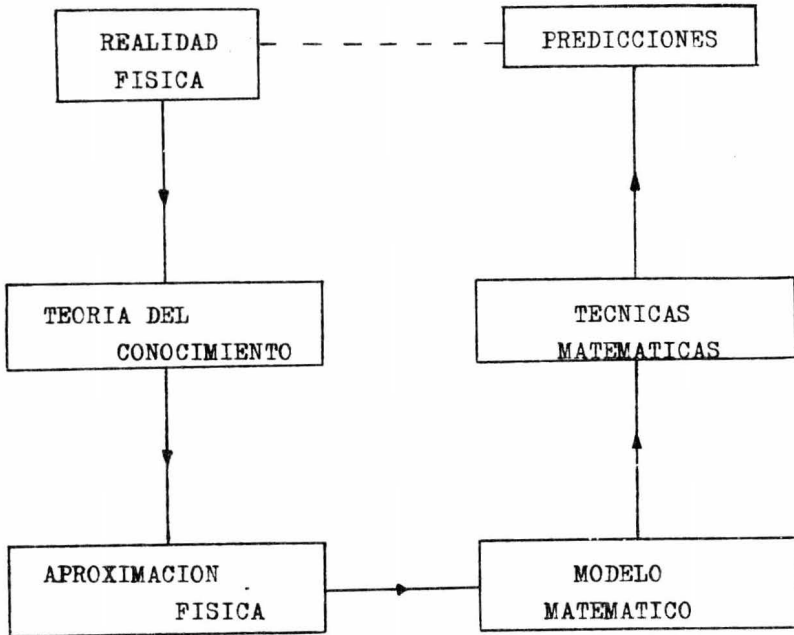 REALIDAD
FISICA
PREDICCIONES
TEORIA DEL
CONOCIMIENTO
TECNICAS
MATEMATICAS
APROXIMACION
FISICA
MODELO
MATEMATICO